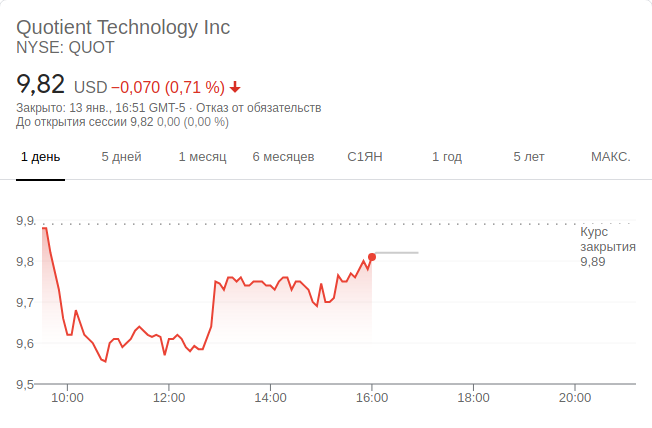 Quotient Technology Inc
NYSE: QUOT
9,82 USD −0,070 (0,71 %)
Закрыто: 13 янв., 16:51 GMT-5 · Отказ от обязательств
До открытия сессии 9,82 0,00 (0,00 %)
1 день 5 дней 1 месяц 6 месяцев С1ЯН 1 год 5 лет МАКС.
9,9
Курс
закрытия
9,8 9,89
9,7
9,6
9,5
10:00 12:00 14:00 16:00 18:00 20:00